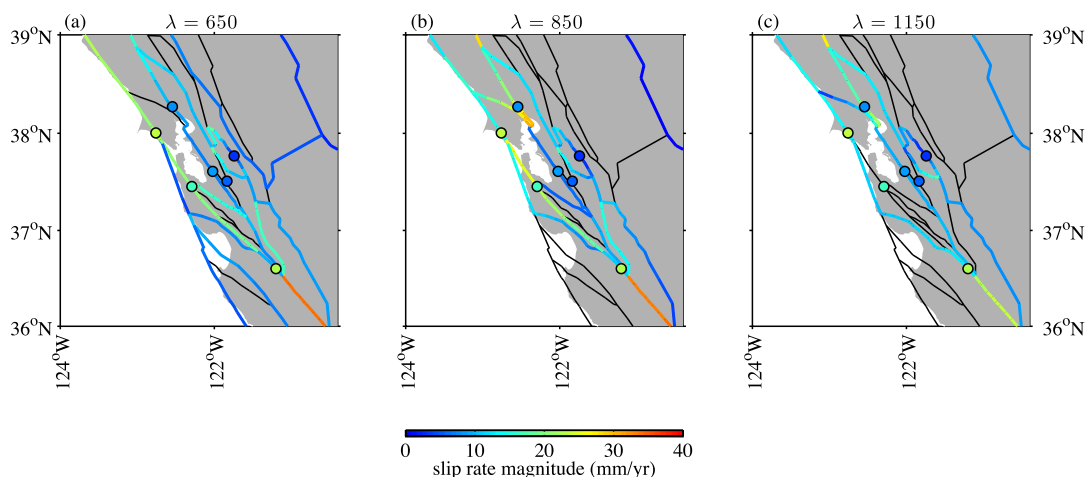 (a) λ = 650 (b) λ = 850 (c) λ = 1150
39°N 39°N
38°N 38°N
37°N 37°N
36°N 36°N
124°W 122°W 124°W 122°W 124°W 122°W
0 10 20 30 40
slip rate magnitude (mm/yr)